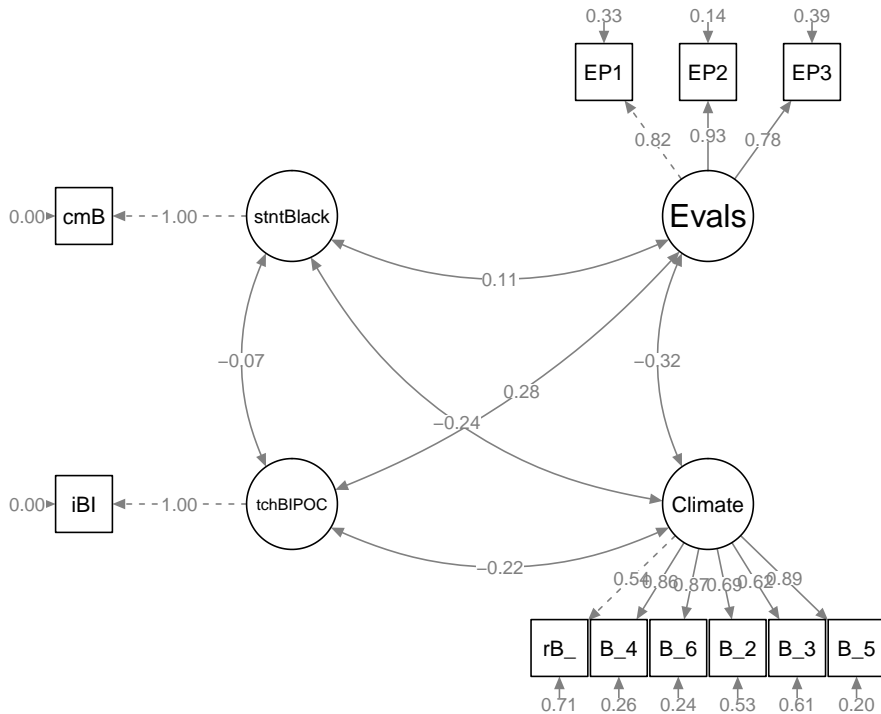 0.33 0.14 0.39
EP1 EP2 EP3
0.82 0.93 0.78
0.00 cmB 1.00 stntBlack Evals
0.11
−0.07 −0.32
0.28
−0.24
0.00 iBI 1.00 tchBIPOC Climate
−0.22
0.54 0.86 0.87 0.69 0.62 0.89
rB_ B_4 B_6 B_2 B_3 B_5
0.71 0.26 0.24 0.53 0.61 0.20